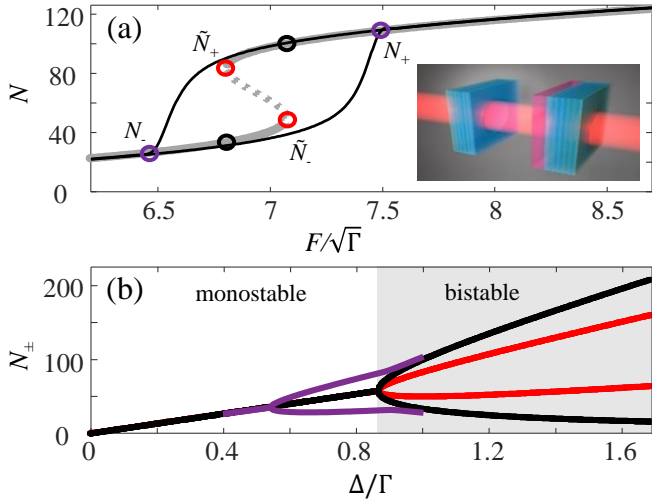 (a)
N
120
80
40
0
Ñ₊
N₊
N₋
Ñ₋
6.5 7 7.5 8 8.5
F/√Γ
(b)
monostable
bistable
N±
200
100
0
0 0.4 0.8 1.2 1.6
Δ/Γ